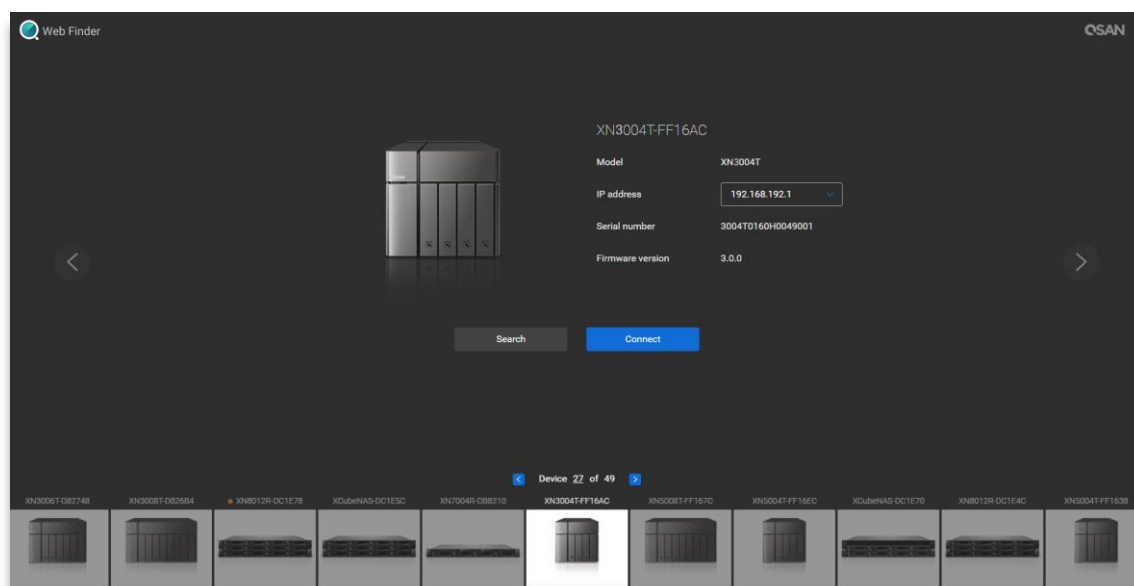 Web Finder
QSAN
XN3004T-FF16AC
Model XN3004T
IP address 192.168.192.1
Serial number 3004T0160H0049001
Firmware version 3.0.0
Search Connect
Device 27 of 49
XN3006T-D82748 XN3008T-D826B4 XN8012R-DC1E78 XCubeNAS-DC1E5C XN7004R-DB8210 XN3004T-FF16AC XN5008T-FF167C XN5004T-FF16EC XCubeNAS-DC1E70 XN8012R-DC1E4C XN5004T-FF1638